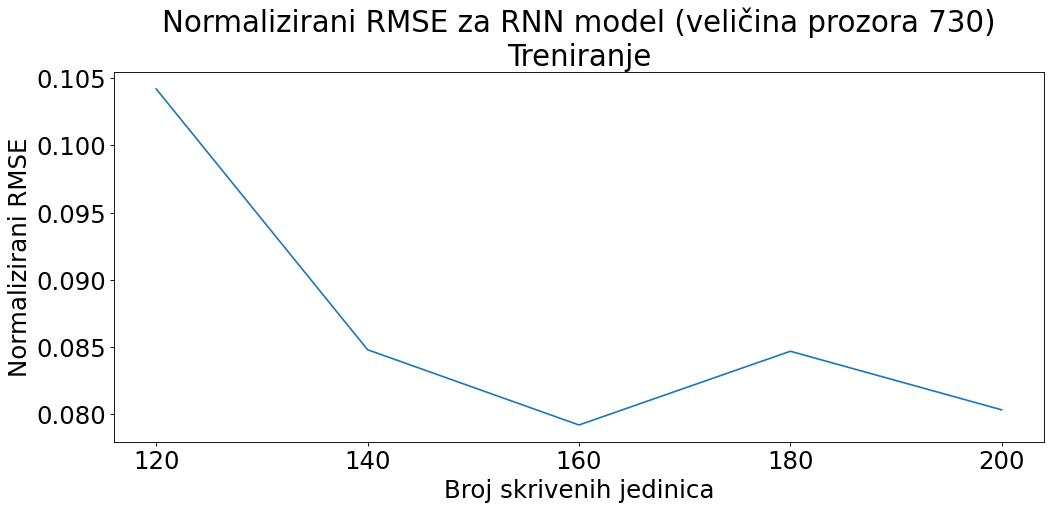 Normalizirani RMSE za RNN model (veličina prozora 730)
Treniranje
Normalizirani RMSE
0.105
0.100
0.095
0.090
0.085
0.080
120 140 160 180 200
Broj skrivenih jedinica